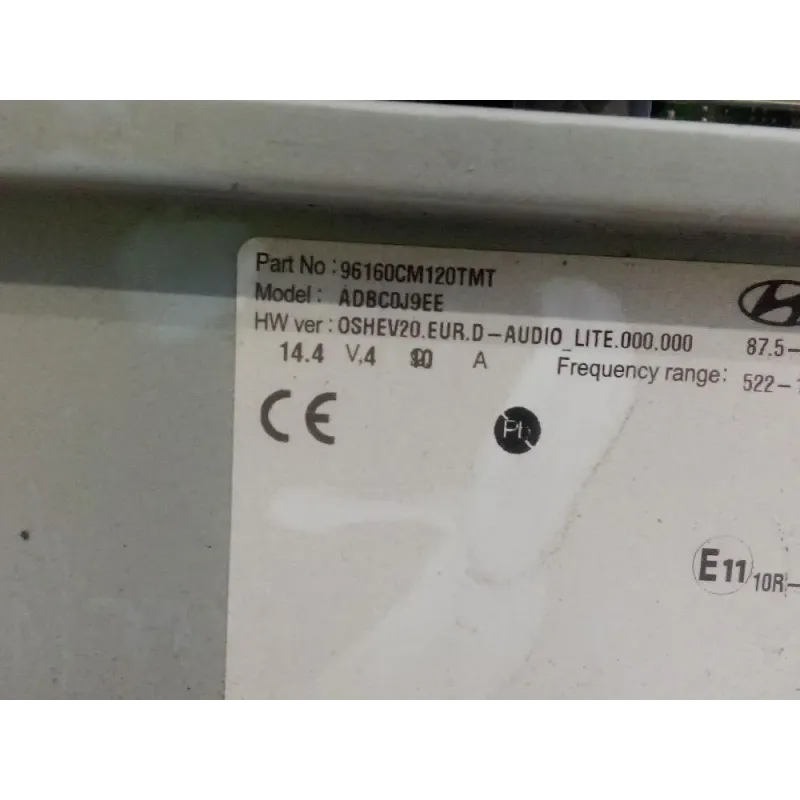 Part No : 96160CM120TMT
Model : ADBC0J9EE
HW ver : OSHEV20.EUR.D-AUDIO_LITE.000.000
87.5-
14.4 V, A
Frequency range: 522-
CE
Pb
E11 10R-